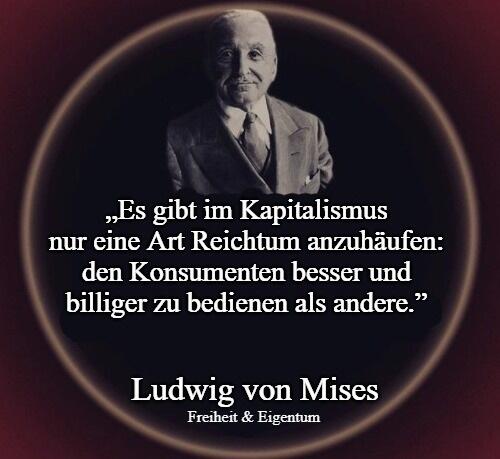 „Es gibt im Kapitalismus
nur eine Art Reichtum anzuhäufen:
den Konsumenten besser und
billiger zu bedienen als andere.”
Ludwig von Mises
Freiheit & Eigentum